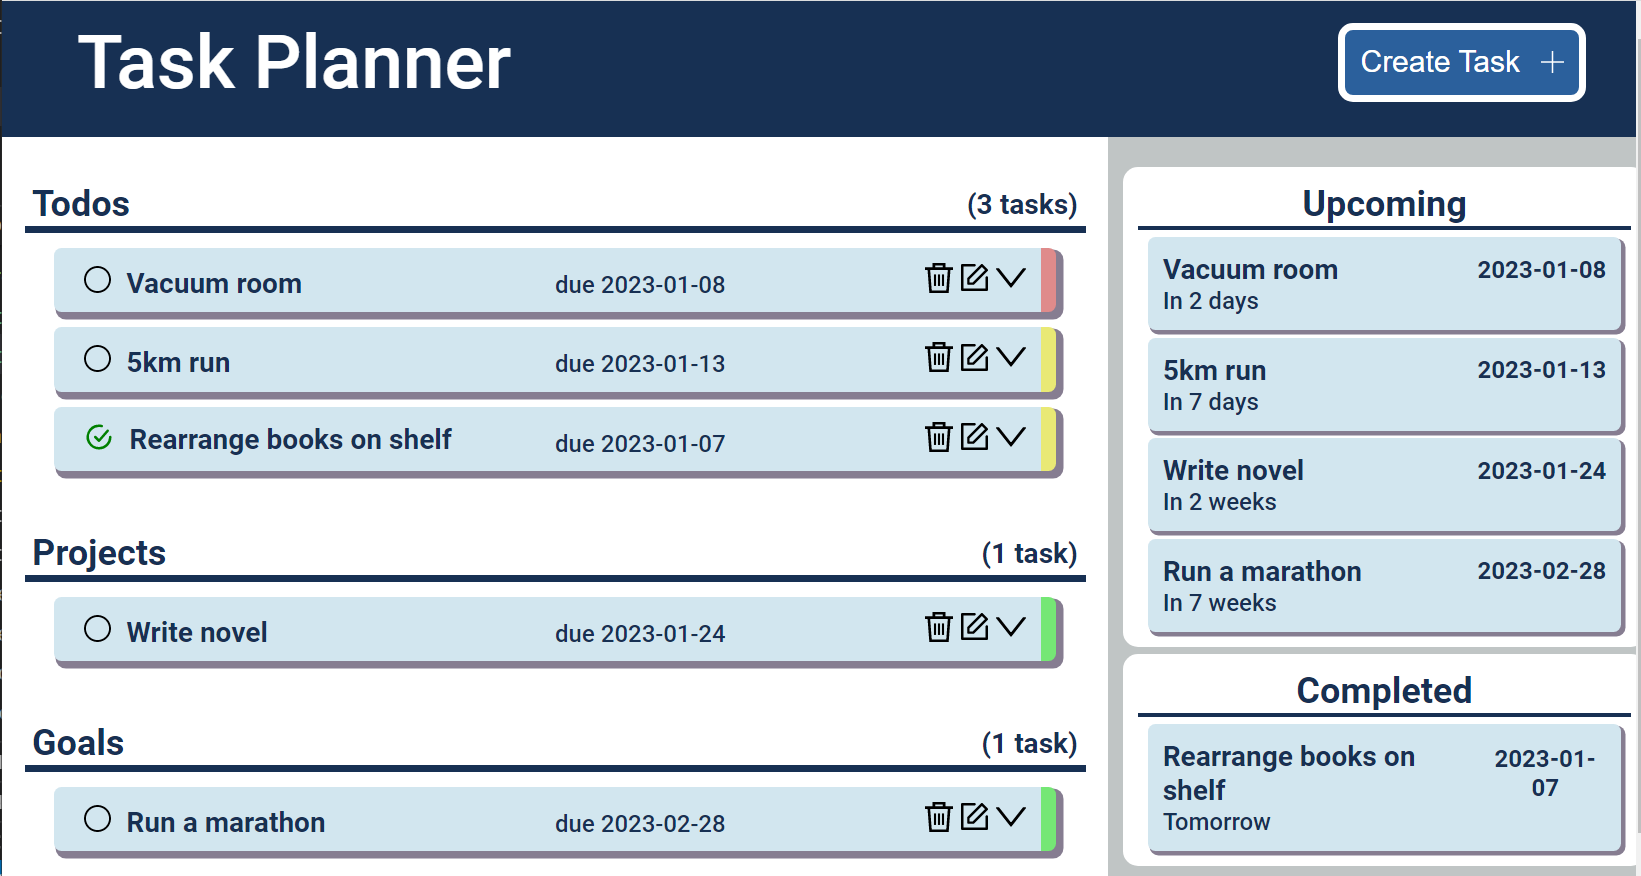 Task Planner
Create Task
Todos
(3 tasks)
Vacuum room
due 2023-01-08
5km run
due 2023-01-13
Rearrange books on shelf
due 2023-01-07
Projects
(1 task)
Write novel
due 2023-01-24
Goals
(1 task)
Run a marathon
due 2023-02-28
Upcoming
Vacuum room
2023-01-08
In 2 days
5km run
2023-01-13
In 7 days
Write novel
2023-01-24
In 2 weeks
Run a marathon
2023-02-28
In 7 weeks
Completed
Rearrange books on
shelf
2023-01-
07
Tomorrow